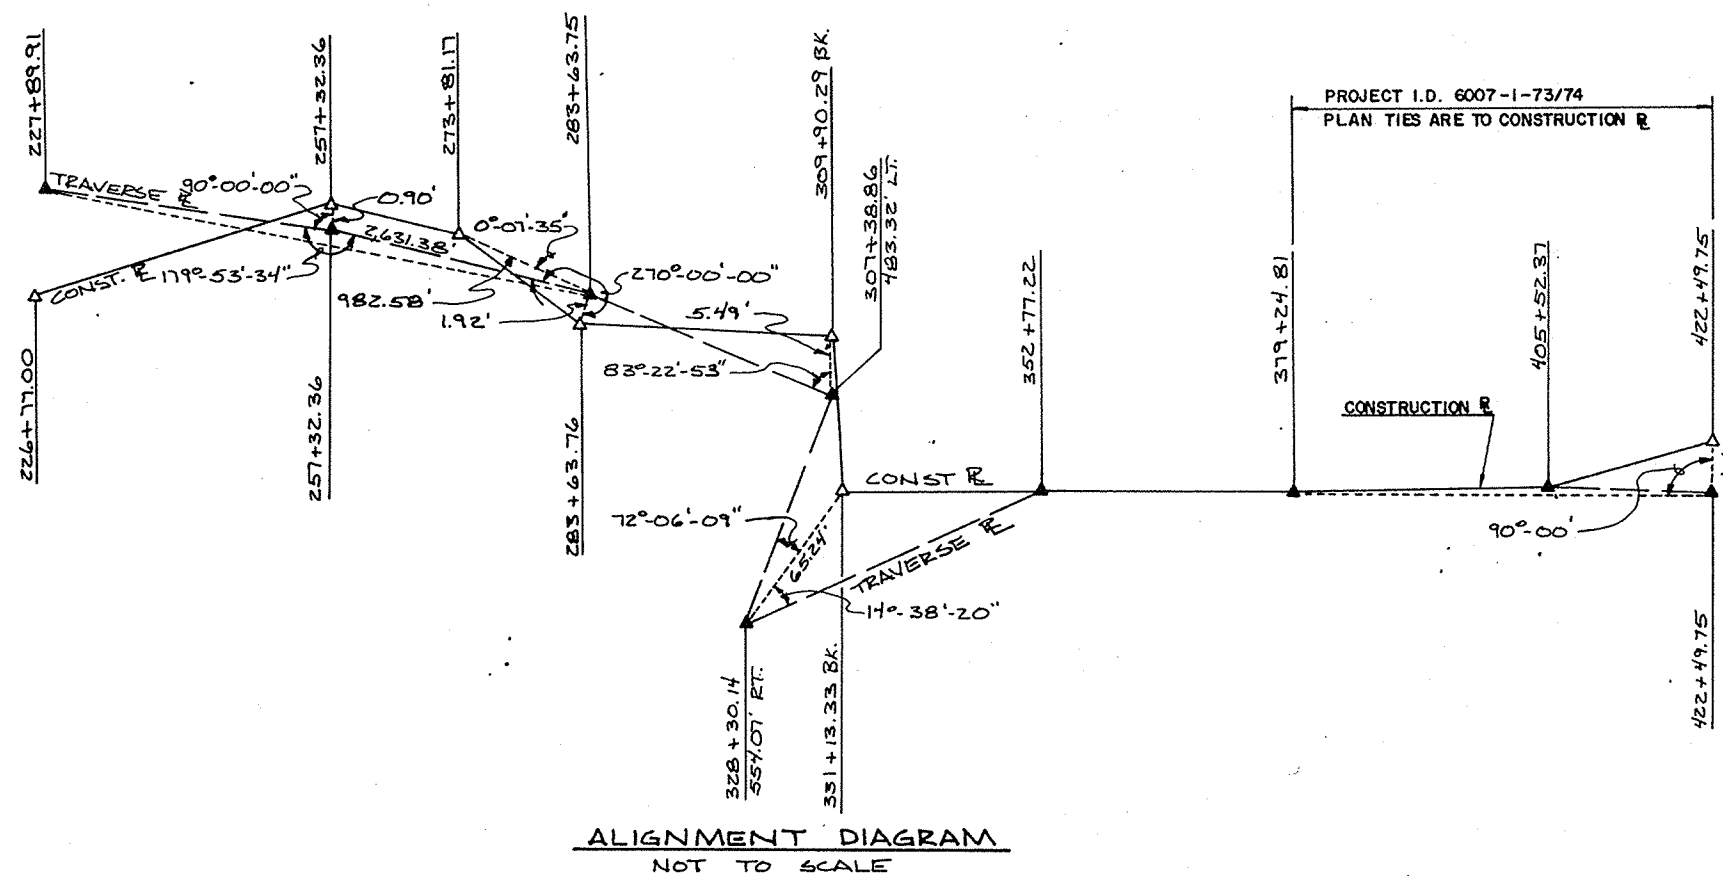 227+89.91
257+32.36
273+81.17
283+63.75
309+90.29 BK.
307+38.86
483.32' LT.
PROJECT I.D. 6007-1-73/74
PLAN TIES ARE TO CONSTRUCTION ⅊
TRAVERSE ⅊
90°-00'-00"
0.90'
2,631.38'
0°-07'-35"
270°-00'-00"
CONST. ⅊
179°-53'-34"
982.58'
1.92'
5.49'
83°-22'-53"
352+77.22
379+24.81
405+52.37
422+49.75
226+77.00
257+32.36
283+63.76
CONSTRUCTION ⅊
CONST ⅊
72°-06'-09"
65.24'
TRAVERSE ⅊
14°-38'-20"
90°-00'
328+30.14
554.07' RT.
331+13.33 BK.
422+49.75
ALIGNMENT DIAGRAM
NOT TO SCALE